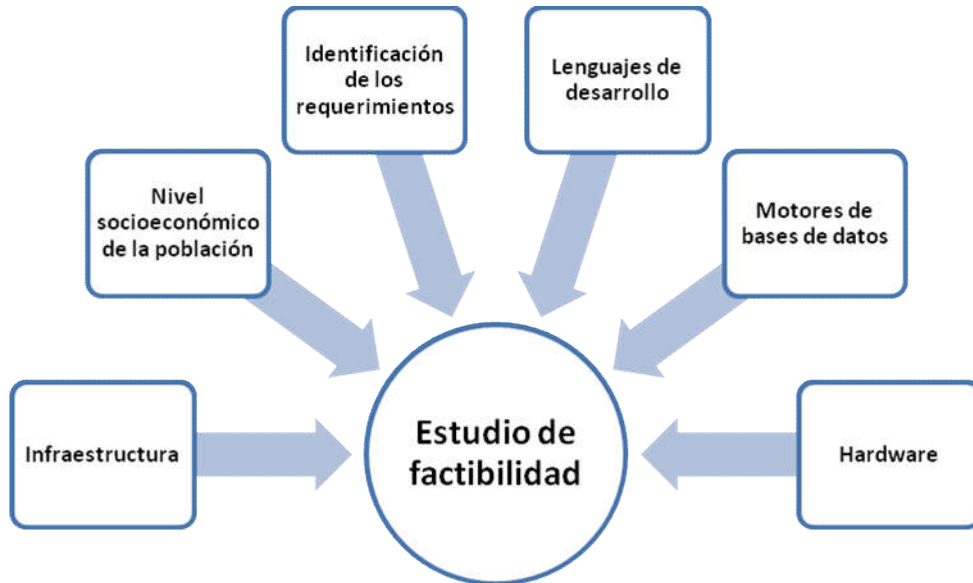 Identificación
de los
requerimientos
Lenguajes de
desarrollo
Nivel
socioeconómico
de la población
Motores de
bases de datos
Infraestructura
Estudio de
factibilidad
Hardware